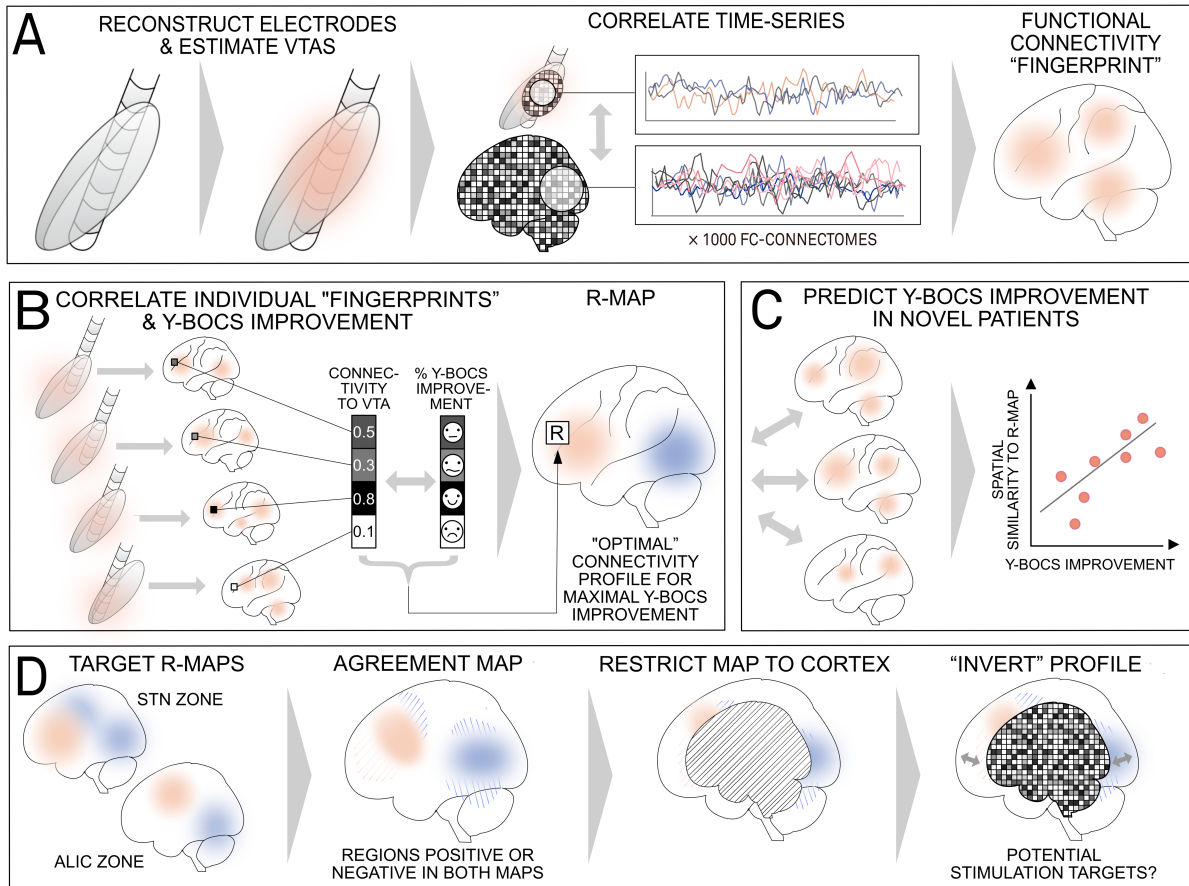 A
RECONSTRUCT ELECTRODES
& ESTIMATE VTAS
CORRELATE TIME-SERIES
× 1000 FC-CONNECTOMES
FUNCTIONAL
CONNECTIVITY
“FINGERPRINT”
B
CORRELATE INDIVIDUAL "FINGERPRINTS”
& Y-BOCS IMPROVEMENT
CONNEC-
TIVITY
TO VTA
% Y-BOCS
IMPROVE-
MENT
0.5
0.3
0.8
0.1
R-MAP
R
"OPTIMAL”
CONNECTIVITY
PROFILE FOR
MAXIMAL Y-BOCS
IMPROVEMENT
C
PREDICT Y-BOCS IMPROVEMENT
IN NOVEL PATIENTS
SPATIAL
SIMILARITY TO R-MAP
Y-BOCS IMPROVEMENT
D
TARGET R-MAPS
STN ZONE
ALIC ZONE
AGREEMENT MAP
REGIONS POSITIVE OR
NEGATIVE IN BOTH MAPS
RESTRICT MAP TO CORTEX
“INVERT” PROFILE
POTENTIAL
STIMULATION TARGETS?